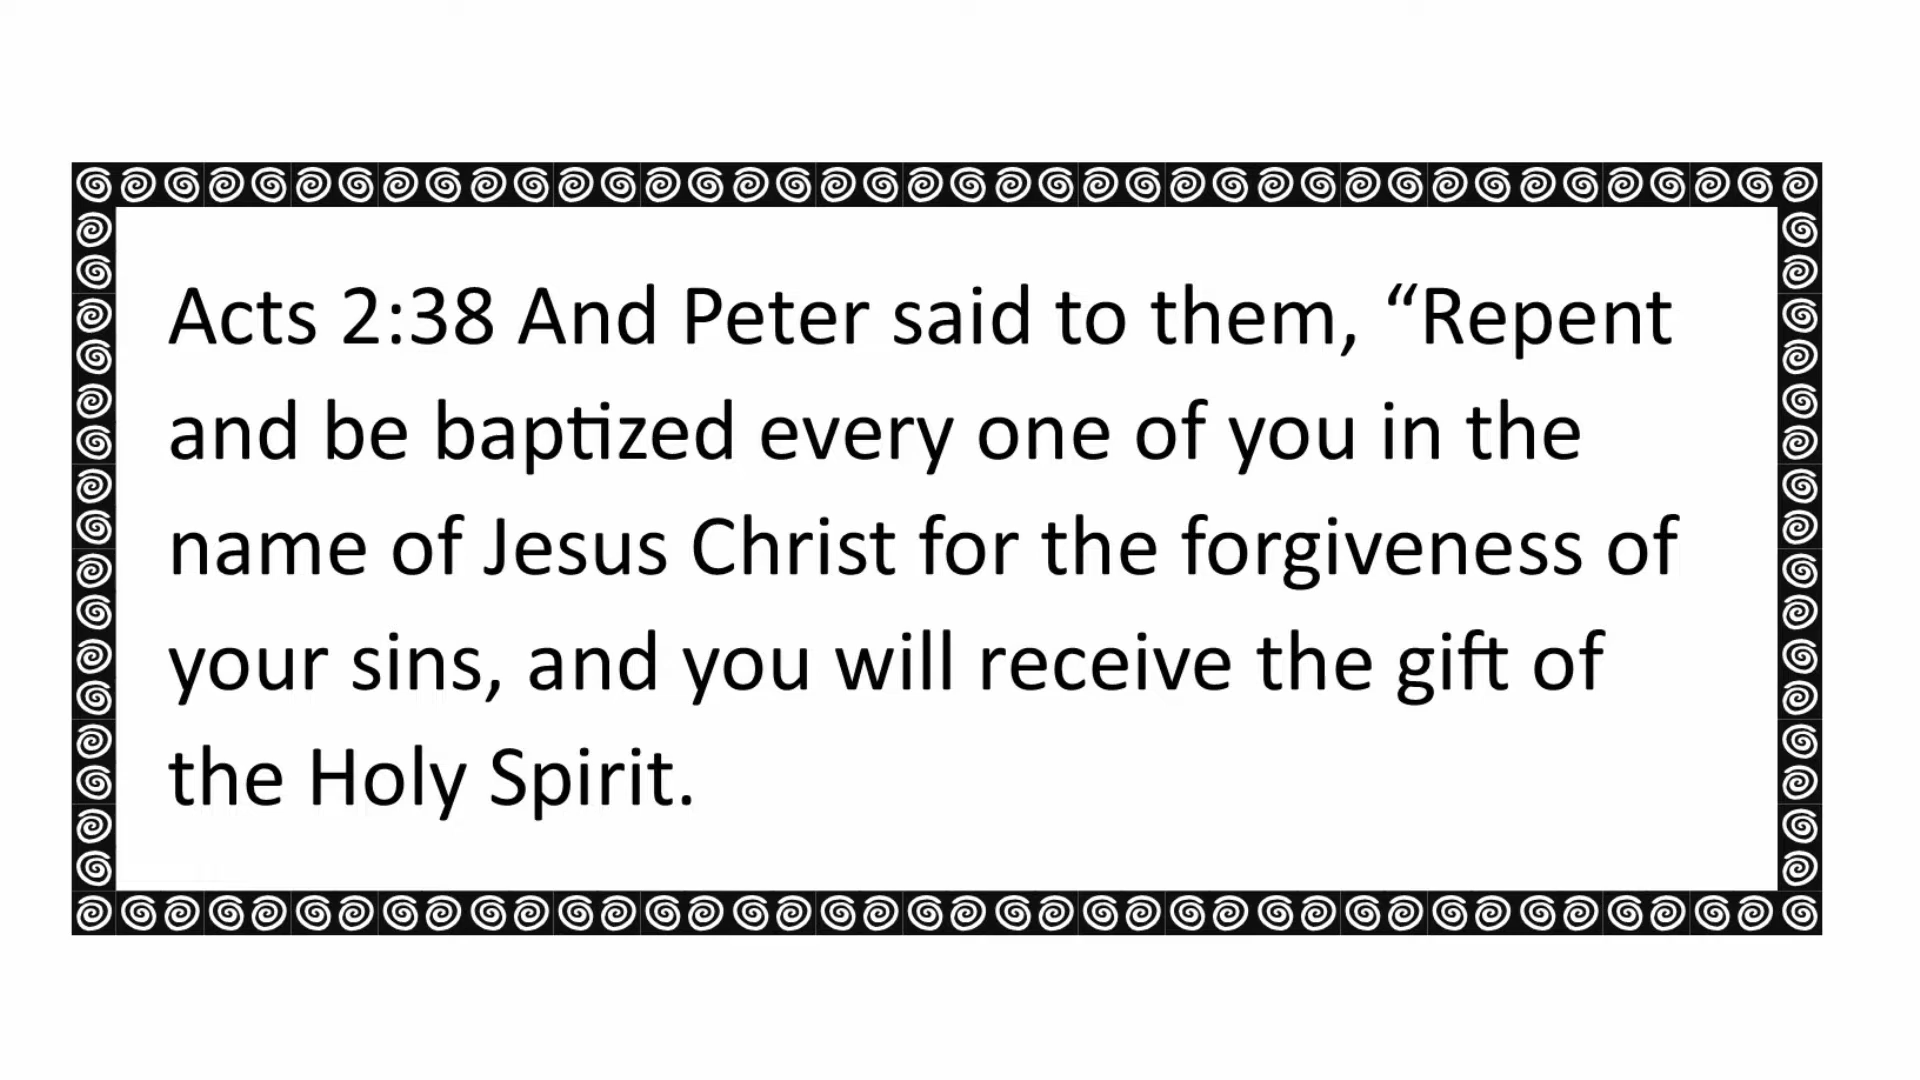 Acts 2:38 And Peter said to them, “Repent
and be baptized every one of you in the
name of Jesus Christ for the forgiveness of
your sins, and you will receive the gift of
the Holy Spirit.